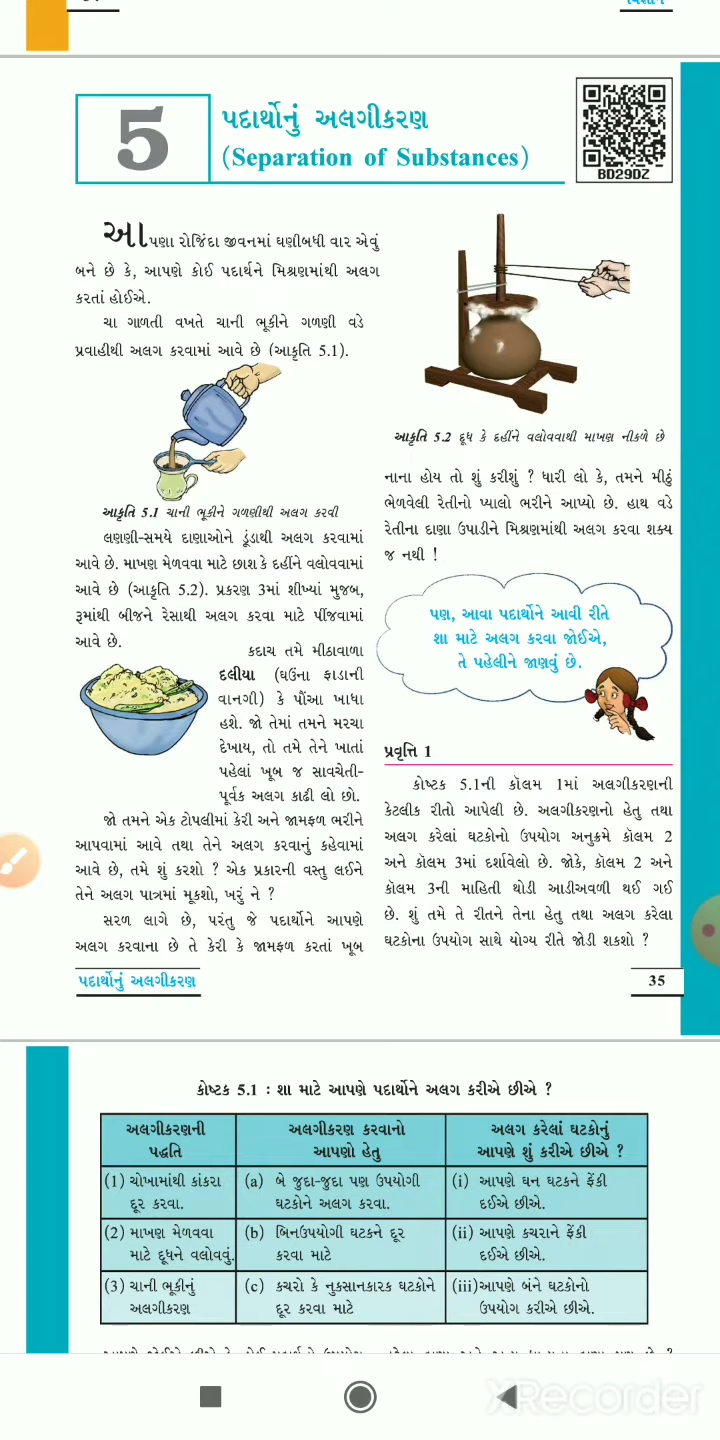 વિજ્ઞાન
5
પદાર્થોનું અલગીકરણ
(Separation of Substances)
BD29DZ
આપણા રોજિંદા જીવનમાં ઘણીબધી વાર એવું
બને છે કે, આપણે કોઈ પદાર્થને મિશ્રણમાંથી અલગ
કરતાં હોઈએ.
ચા ગાળતી વખતે ચાની ભૂકીને ગળણી વડે
પ્રવાહીથી અલગ કરવામાં આવે છે (આકૃતિ 5.1).
આકૃતિ 5.1 ચાની ભૂકીને ગળણીથી અલગ કરવી
લણણી-સમયે દાણાઓને ડૂંડાથી અલગ કરવામાં
આવે છે. માખણ મેળવવા માટે છાશ કે દહીંને વલોવવામાં
આવે છે (આકૃતિ 5.2). પ્રકરણ 3માં શીખ્યાં મુજબ,
રૂમાંથી બીજને રેસાથી અલગ કરવા માટે પીંજવામાં
આવે છે.
કદાચ તમે મીઠાવાળા
દલીયા (ઘઉંના ફાડાની
વાનગી) કે પૌંઆ ખાધા
હશે. જો તેમાં તમને મરચા
દેખાય, તો તમે તેને ખાતાં
પહેલાં ખૂબ જ સાવચેતી-
પૂર્વક અલગ કાઢી લો છો.
જો તમને એક ટોપલીમાં કેરી અને જામફળ ભરીને
આપવામાં આવે તથા તેને અલગ કરવાનું કહેવામાં
આવે છે, તમે શું કરશો ? એક પ્રકારની વસ્તુ લઈને
તેને અલગ પાત્રમાં મૂકશો, ખરું ને ?
સરળ લાગે છે, પરંતુ જે પદાર્થોને આપણે
અલગ કરવાના છે તે કેરી કે જામફળ કરતાં ખૂબ
આકૃતિ 5.2 દૂધ કે દહીંને વલોવવાથી માખણ નીકળે છે
નાના હોય તો શું કરીશું ? ધારી લો કે, તમને મીઠું
ભેળવેલી રેતીનો પ્યાલો ભરીને આપ્યો છે. હાથ વડે
રેતીના દાણા ઉપાડીને મિશ્રણમાંથી અલગ કરવા શક્ય
જ નથી !
પણ, આવા પદાર્થોને આવી રીતે
શા માટે અલગ કરવા જોઈએ,
તે પહેલીને જાણવું છે.
પ્રવૃત્તિ 1
કોષ્ટક 5.1ની કૉલમ 1માં અલગીકરણની
કેટલીક રીતો આપેલી છે. અલગીકરણનો હેતુ તથા
અલગ કરેલાં ઘટકોનો ઉપયોગ અનુક્રમે કૉલમ 2
અને કૉલમ 3માં દર્શાવેલો છે. જોકે, કૉલમ 2 અને
કૉલમ 3ની માહિતી થોડી આડીઅવળી થઈ ગઈ
છે. શું તમે તે રીતને તેના હેતુ તથા અલગ કરેલા
ઘટકોના ઉપયોગ સાથે યોગ્ય રીતે જોડી શકશો ?
પદાર્થોનું અલગીકરણ
35
કોષ્ટક 5.1 : શા માટે આપણે પદાર્થોને અલગ કરીએ છીએ ?
અલગીકરણની
પદ્ધતિ
અલગીકરણ કરવાનો
આપણો હેતુ
અલગ કરેલાં ઘટકોનું
આપણે શું કરીએ છીએ ?
(1) ચોખામાંથી કાંકરા
દૂર કરવા.
(a) બે જુદા-જુદા પણ ઉપયોગી
ઘટકોને અલગ કરવા.
(i) આપણે ઘન ઘટકને ફેંકી
દઈએ છીએ.
(2) માખણ મેળવવા
માટે દૂધને વલોવવું.
(b) બિનઉપયોગી ઘટકને દૂર
કરવા માટે
(ii) આપણે કચરાને ફેંકી
દઈએ છીએ.
(3) ચાની ભૂકીનું
અલગીકરણ
(c) કચરો કે નુકસાનકારક ઘટકોને
દૂર કરવા માટે
(iii) આપણે બંને ઘટકોનો
ઉપયોગ કરીએ છીએ.
XRecorder